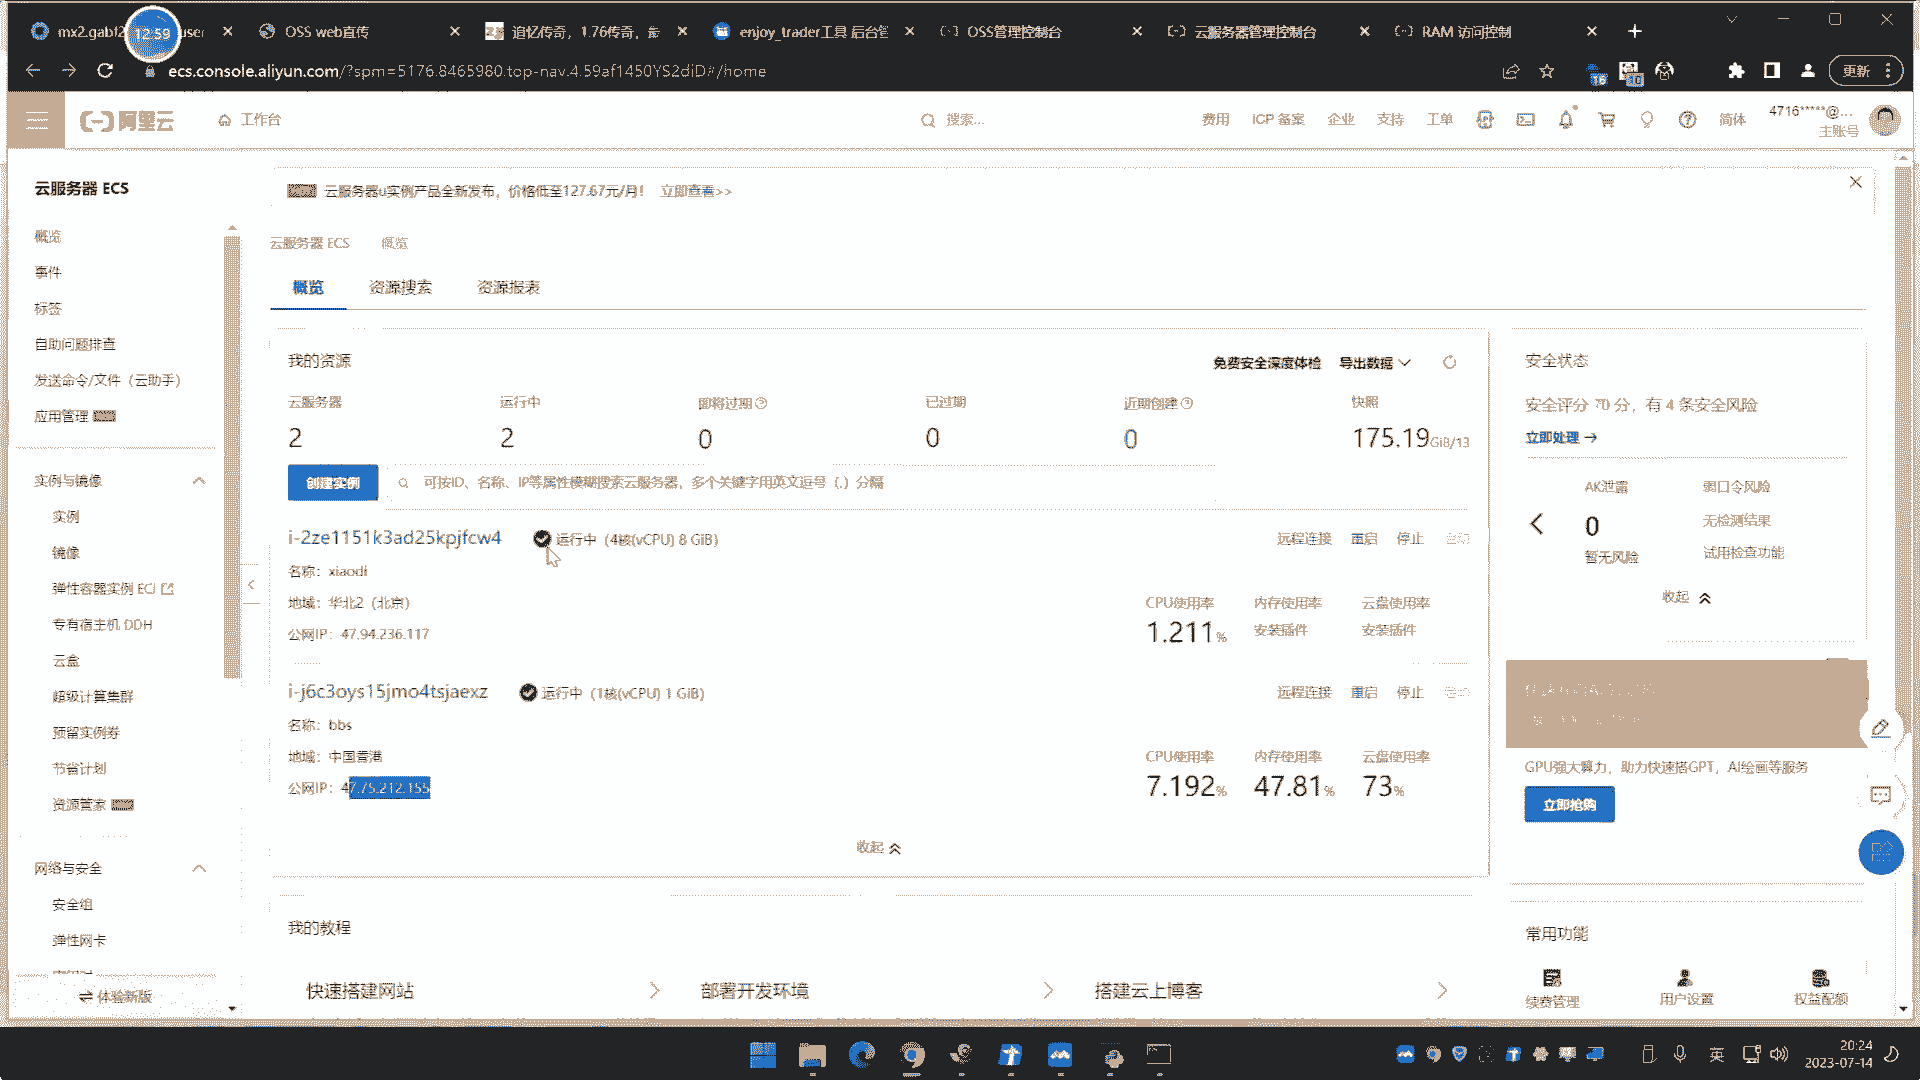 mx2.gabf user
12:59
OSS web直传
追忆传奇，1.76传奇，
enjoy_trader工具 后台管
OSS管理控制台
云服务器管理控制台
RAM 访问控制
ecs.console.aliyun.com/?spm=5176.8465980.top-nav.4.59af1450YS2diD#/home
16
10
更新
阿里云
工作台
搜索...
费用
ICP 备案
企业
支持
工单
简体
4716*****@...
主账号
云服务器 ECS
概览
事件
标签
自助问题排查
发送命令/文件（云助手）
应用管理
实例与镜像
实例
镜像
弹性容器实例 ECI
专有宿主机 DDH
云盒
超级计算集群
预留实例券
节省计划
资源管家
网络与安全
安全组
弹性网卡
体验新版
云服务器u实例产品全新发布，价格低至127.67元/月！ 立即查看>>
云服务器 ECS 概览
概览 资源搜索 资源报表
我的资源
免费安全深度体检 导出数据
云服务器 运行中 即将过期 已过期 近期创建 快照
2 2 0 0 0 175.19GiB/13
创建实例
可按ID、名称、IP等属性模糊搜索云服务器，多个关键字用英文逗号（,）分隔
i-2ze1151k3ad25kpjfcw4 运行中（4核(vCPU) 8 GiB）
远程连接 重启 停止 启动
名称：xiaodi
地域：华北2（北京）
公网IP：47.94.236.117
CPU使用率 内存使用率 云盘使用率
1.211% 安装插件 安装插件
i-j6c3oys15jmo4tsjaexz 运行中（1核(vCPU) 1 GiB）
远程连接 重启 停止 启动
名称：bbs
地域：中国香港
公网IP：47.75.212.155
CPU使用率 内存使用率 云盘使用率
7.192% 47.81% 73%
收起
我的教程
快速搭建网站 部署开发环境 搭建云上博客
安全状态
安全评分 70 分，有 4 条安全风险
立即处理
AK泄露
0
暂无风险
弱口令风险
无检测结果
试用检查功能
收起
GPU强大算力，助力快速搭GPT，AI绘画等服务
立即抢购
常用功能
续费管理 用户设置 权益配额
英
20:24
2023-07-14